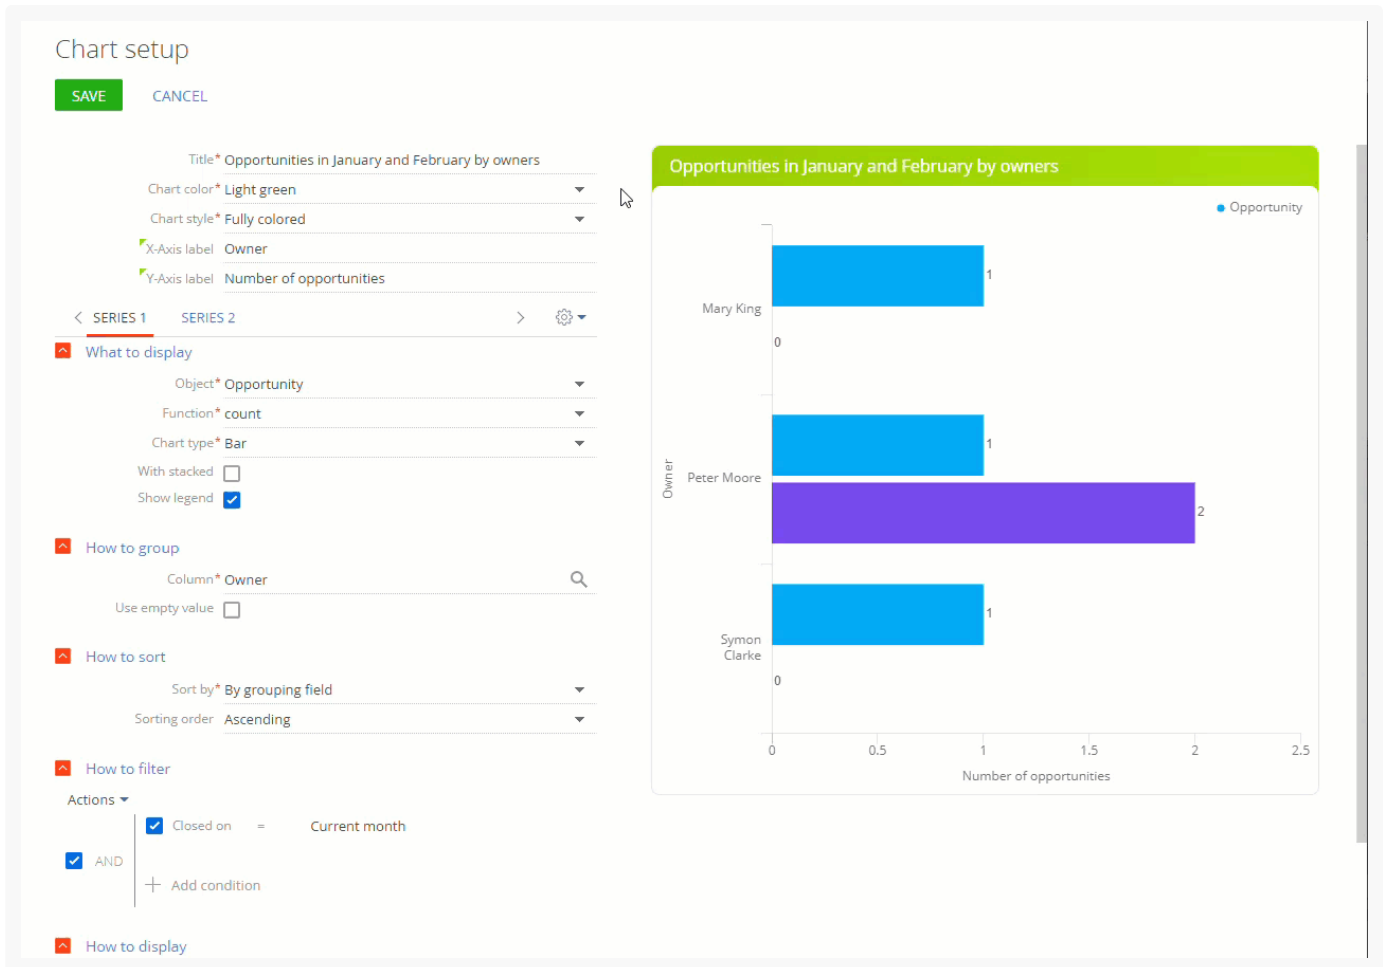 Chart setup
SAVE CANCEL
Title* Opportunities in January and February by owners
Chart color* Light green
Chart style* Fully colored
X-Axis label Owner
Y-Axis label Number of opportunities
SERIES 1 SERIES 2
What to display
Object* Opportunity
Function* count
Chart type* Bar
With stacked
Show legend
How to group
Column* Owner
Use empty value
How to sort
Sort by* By grouping field
Sorting order Ascending
How to filter
Actions
Closed on = Current month
AND
Add condition
How to display
Opportunities in January and February by owners
Opportunity
1
Mary King
0
1
Owner
Peter Moore
2
1
Symon
Clarke
0
0 0.5 1 1.5 2 2.5
Number of opportunities